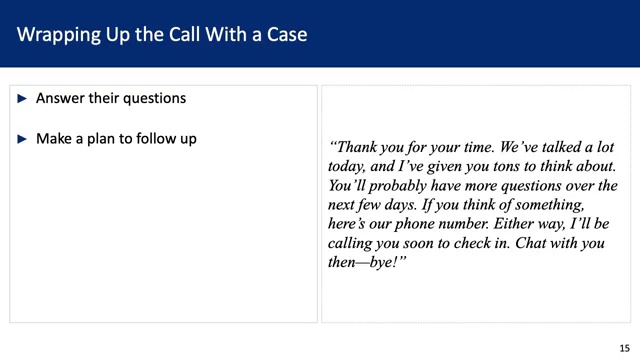 Wrapping Up the Call With a Case
► Answer their questions
► Make a plan to follow up
“Thank you for your time. We’ve talked a lot
today, and I’ve given you tons to think about.
You’ll probably have more questions over the
next few days. If you think of something,
here’s our phone number. Either way, I’ll be
calling you soon to check in. Chat with you
then—bye!”
15